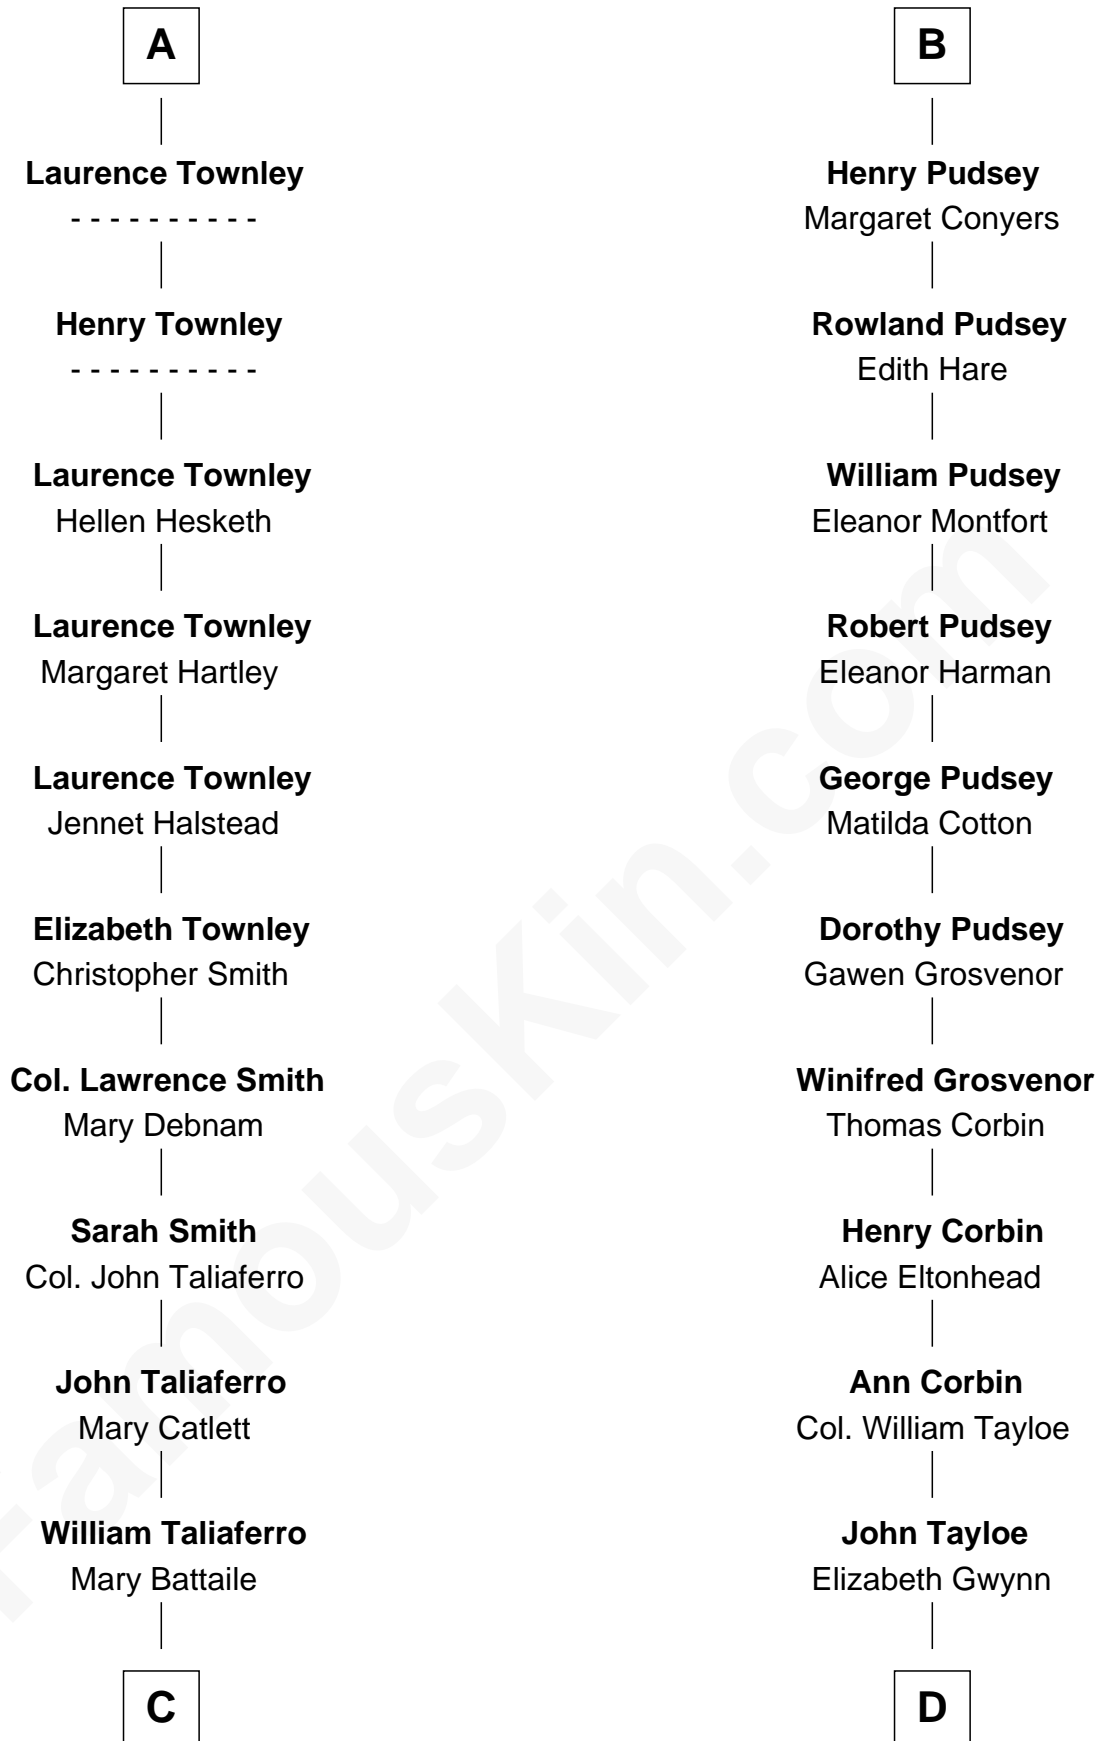 A
Laurence Townley
- - - - - - - - - -
Henry Townley
- - - - - - - - - -
Laurence Townley
Hellen Hesketh
Laurence Townley
Margaret Hartley
Laurence Townley
Jennet Halstead
Elizabeth Townley
Christopher Smith
Col. Lawrence Smith
Mary Debnam
Sarah Smith
Col. John Taliaferro
John Taliaferro
Mary Catlett
William Taliaferro
Mary Battaile
C
B
Henry Pudsey
Margaret Conyers
Rowland Pudsey
Edith Hare
William Pudsey
Eleanor Montfort
Robert Pudsey
Eleanor Harman
George Pudsey
Matilda Cotton
Dorothy Pudsey
Gawen Grosvenor
Winifred Grosvenor
Thomas Corbin
Henry Corbin
Alice Eltonhead
Ann Corbin
Col. William Tayloe
John Tayloe
Elizabeth Gwynn
D
FamousKin.com